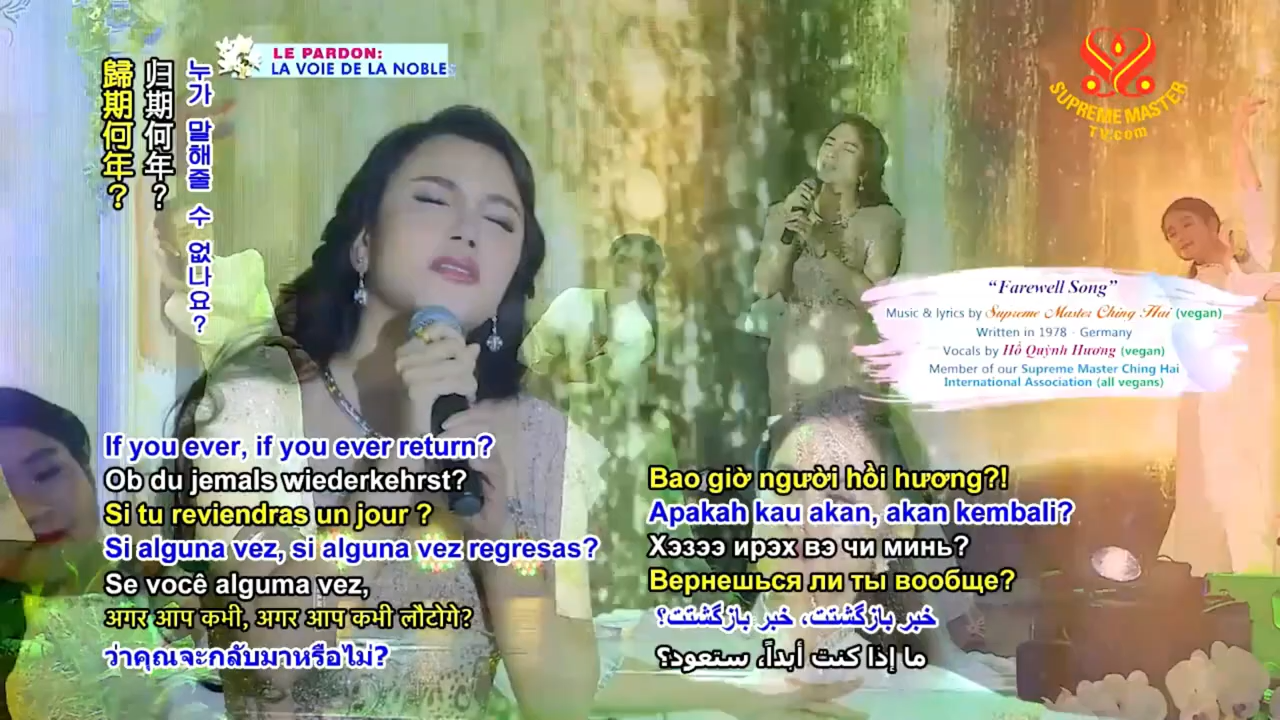 LE PARDON:
LA VOIE DE LA NOBLE
SUPREME MASTER
TV.com
歸期何年？
归期何年？
누가 말해줄 수 없나요?
“Farewell Song”
Music & lyrics by Supreme Master Ching Hai (vegan)
Written in 1978 - Germany
Vocals by Hồ Quỳnh Hương (vegan)
Member of our Supreme Master Ching Hai
International Association (all vegans)
If you ever, if you ever return?
Ob du jemals wiederkehrst?
Si tu reviendras un jour ?
Si alguna vez, si alguna vez regresas?
Se você alguma vez,
अगर आप कभी, अगर आप कभी लौटोगे?
ว่าคุณจะกลับมาหรือไม่?
Bao giờ người hồi hương?!
Apakah kau akan, akan kembali?
Хэзээ ирэх вэ чи минь?
Вернешься ли ты вообще?
خبر بازگشتت، خبر بازگشتت؟
ما إذا كنت أبداً، ستعود؟